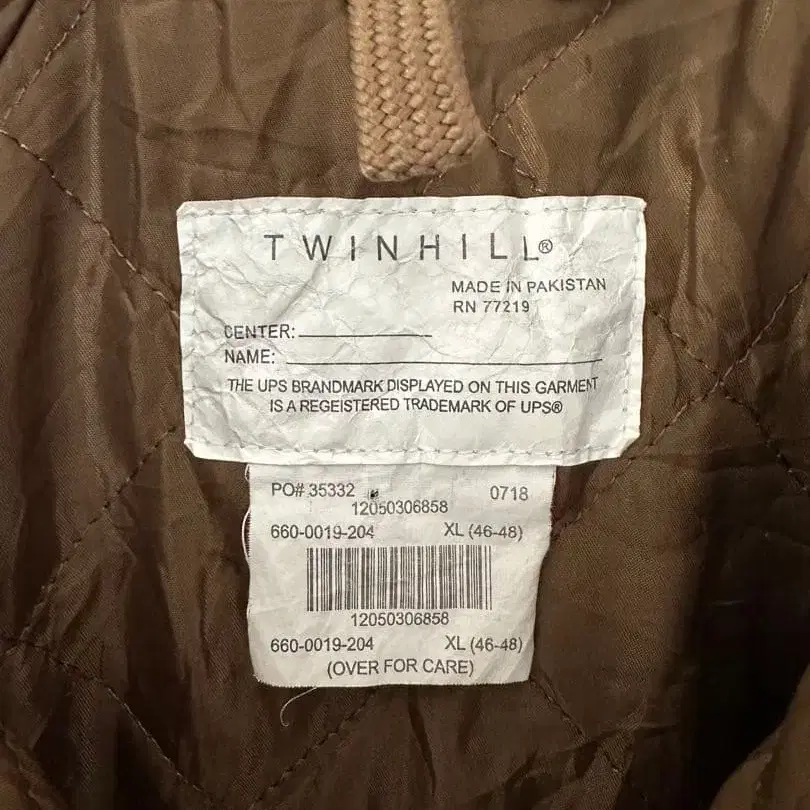 TWINHILL®
MADE IN PAKISTAN
RN 77219
CENTER:
NAME:
THE UPS BRANDMARK DISPLAYED ON THIS GARMENT
IS A REGEISTERED TRADEMARK OF UPS®
PO# 35332 0718
12050306858
660-0019-204 XL (46-48)
12050306858
660-0019-204 XL (46-48)
(OVER FOR CARE)